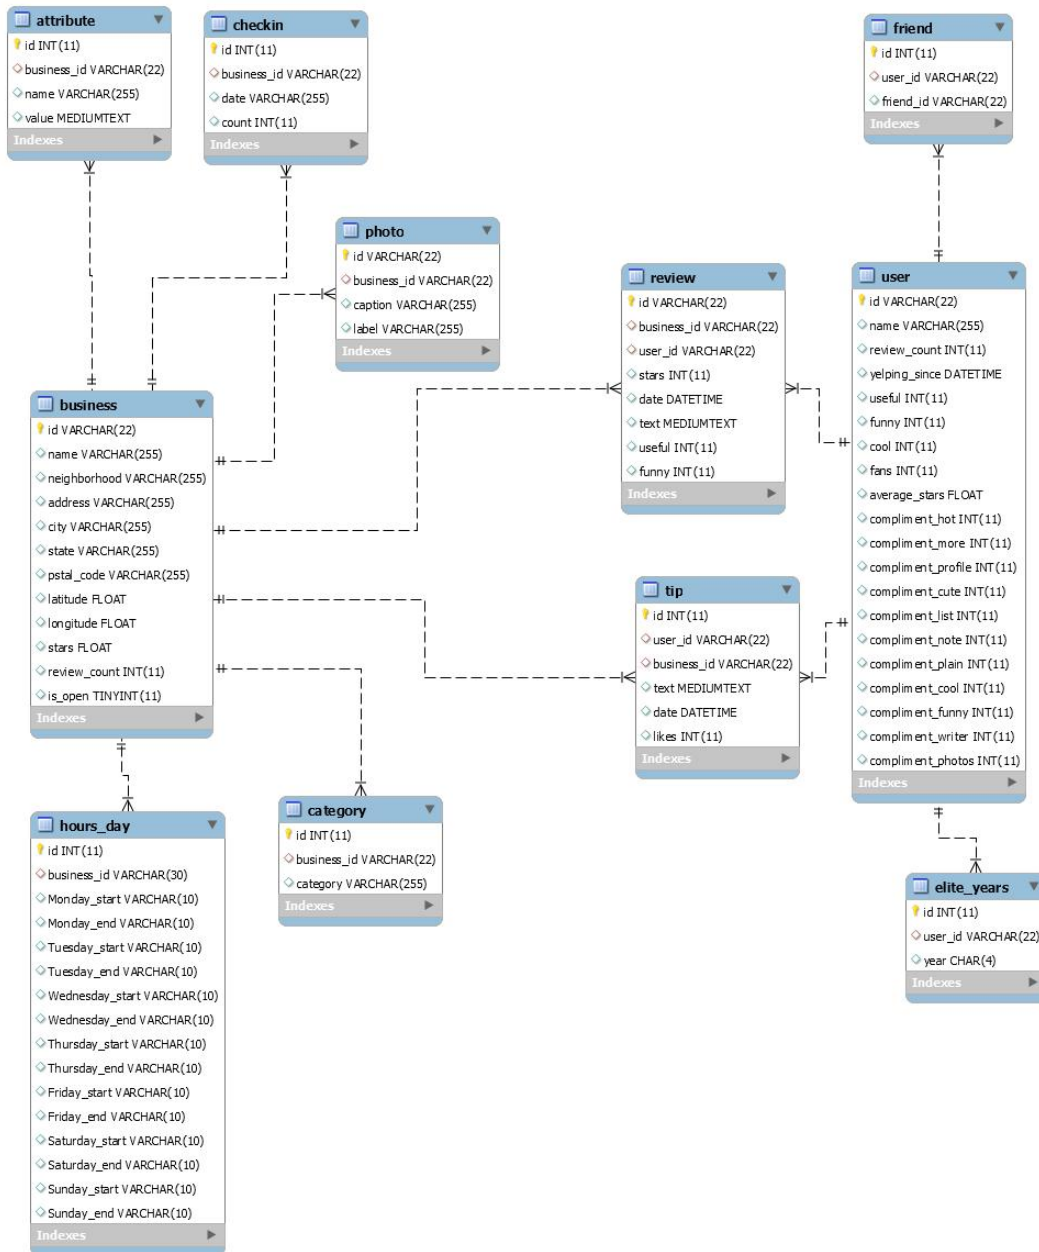 attribute
id INT(11)
business_id VARCHAR(22)
name VARCHAR(255)
value MEDIUMTEXT
Indexes
checkin
id INT(11)
business_id VARCHAR(22)
date VARCHAR(255)
count INT(11)
Indexes
friend
id INT(11)
user_id VARCHAR(22)
friend_id VARCHAR(22)
Indexes
photo
id VARCHAR(22)
business_id VARCHAR(22)
caption VARCHAR(255)
label VARCHAR(255)
Indexes
review
id VARCHAR(22)
business_id VARCHAR(22)
user_id VARCHAR(22)
stars INT(11)
date DATETIME
text MEDIUMTEXT
useful INT(11)
funny INT(11)
Indexes
user
id VARCHAR(22)
name VARCHAR(255)
review_count INT(11)
yelping_since DATETIME
useful INT(11)
funny INT(11)
cool INT(11)
fans INT(11)
average_stars FLOAT
compliment_hot INT(11)
compliment_more INT(11)
compliment_profile INT(11)
compliment_cute INT(11)
compliment_list INT(11)
compliment_note INT(11)
compliment_plain INT(11)
compliment_cool INT(11)
compliment_funny INT(11)
compliment_writer INT(11)
compliment_photos INT(11)
Indexes
business
id VARCHAR(22)
name VARCHAR(255)
neighborhood VARCHAR(255)
address VARCHAR(255)
city VARCHAR(255)
state VARCHAR(255)
pstal_code VARCHAR(255)
latitude FLOAT
longitude FLOAT
stars FLOAT
review_count INT(11)
is_open TINYINT(11)
Indexes
tip
id INT(11)
user_id VARCHAR(22)
business_id VARCHAR(22)
text MEDIUMTEXT
date DATETIME
likes INT(11)
Indexes
hours_day
id INT(11)
business_id VARCHAR(30)
Monday_start VARCHAR(10)
Monday_end VARCHAR(10)
Tuesday_start VARCHAR(10)
Tuesday_end VARCHAR(10)
Wednesday_start VARCHAR(10)
Wednesday_end VARCHAR(10)
Thursday_start VARCHAR(10)
Thursday_end VARCHAR(10)
Friday_start VARCHAR(10)
Friday_end VARCHAR(10)
Saturday_start VARCHAR(10)
Saturday_end VARCHAR(10)
Sunday_start VARCHAR(10)
Sunday_end VARCHAR(10)
Indexes
category
id INT(11)
business_id VARCHAR(22)
category VARCHAR(255)
Indexes
elite_years
id INT(11)
user_id VARCHAR(22)
year CHAR(4)
Indexes